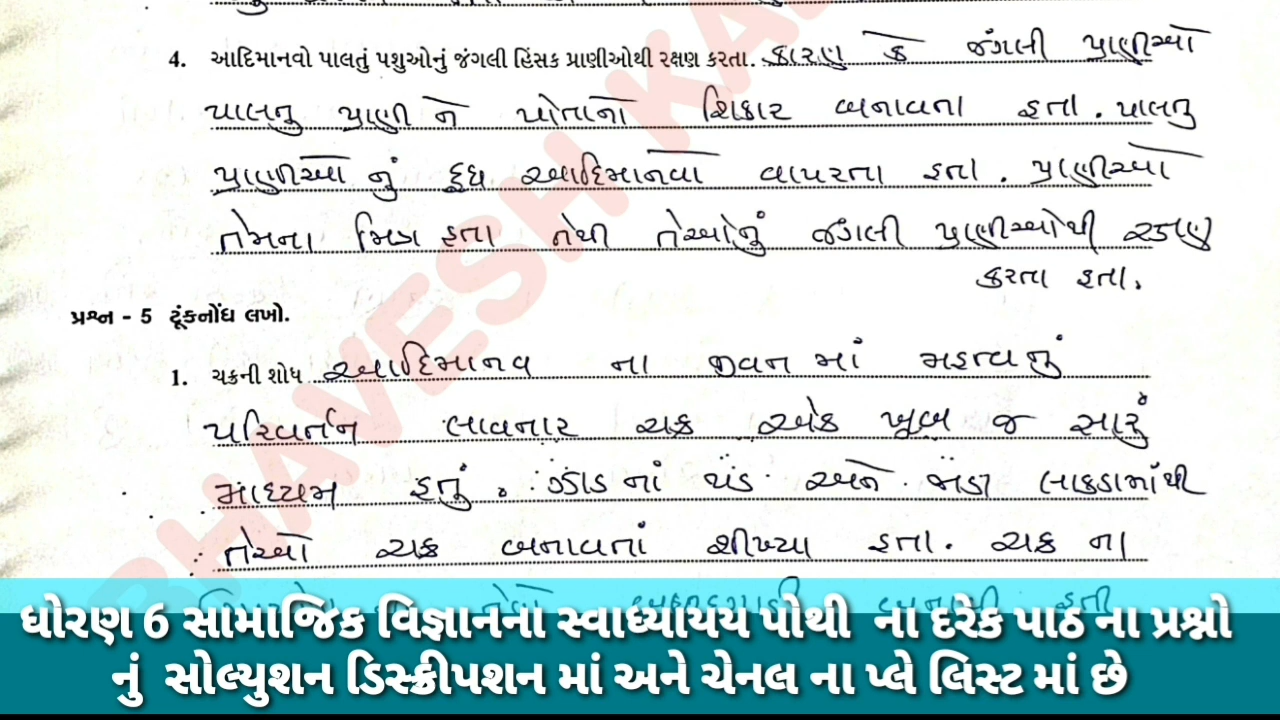 4. આદિમાનવો પાલતું પશુઓનું જંગલી હિંસક પ્રાણીઓથી રક્ષણ કરતા. કારણ કે જંગલી પ્રાણીઓ
પાલતુ પ્રાણી ને પોતાનો શિકાર બનાવતા હતા. પાલતુ
પ્રાણીઓ નું દૂધ આદિમાનવો વાપરતા હતા. પ્રાણીઓ
તેમના મિત્ર હતા તેથી તેઓનું જંગલી પ્રાણીઓથી રક્ષણ
કરતા હતા.
પ્રશ્ન - 5 ટૂંકનોંધ લખો.
1. ચક્રની શોધ આદિમાનવ ના જીવન માં મહત્વનું
પરિવર્તન લાવનાર ચક્ર એક ખૂબ જ સારું
માધ્યમ હતું. ઝાડ નાં થડ અને જાડા લાકડામાંથી
તેઓ ચક્ર બનાવતાં શીખ્યા હતા. ચક્ર ના
BHAVESH KA
ધોરણ 6 સામાજિક વિજ્ઞાનના સ્વાધ્યાયય પોથી ના દરેક પાઠ ના પ્રશ્નો
નું સોલ્યુશન ડિસ્ક્રીપશન માં અને ચેનલ ના પ્લે લિસ્ટ માં છે